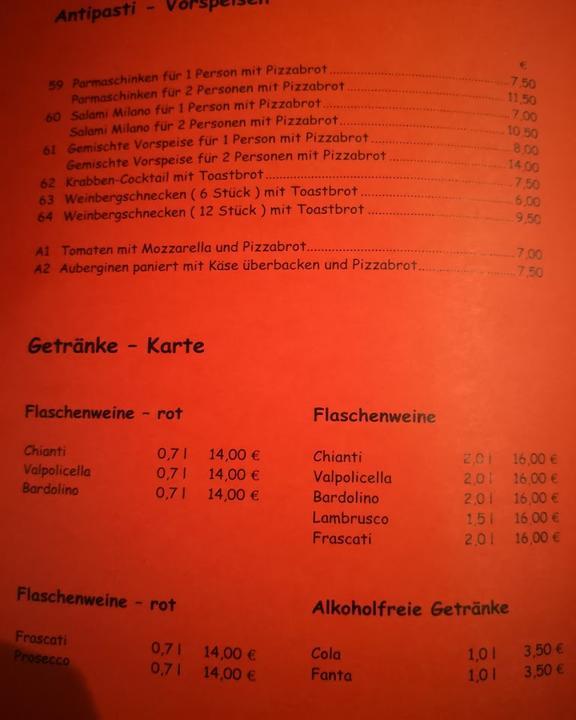 Antipasti - Vorspeisen
€
59 Parmaschinken für 1 Person mit Pizzabrot 7,50
Parmaschinken für 2 Personen mit Pizzabrot 11,50
60 Salami Milano für 1 Person mit Pizzabrot 7,00
Salami Milano für 2 Personen mit Pizzabrot 10,50
61 Gemischte Vorspeise für 1 Person mit Pizzabrot 8,00
Gemischte Vorspeise für 2 Personen mit Pizzabrot 14,00
62 Krabben-Cocktail mit Toastbrot 7,50
63 Weinbergschnecken ( 6 Stück ) mit Toastbrot 6,00
64 Weinbergschnecken ( 12 Stück ) mit Toastbrot 9,50
A1 Tomaten mit Mozzarella und Pizzabrot 7,00
A2 Auberginen paniert mit Käse überbacken und Pizzabrot 7,50
Getränke - Karte
Flaschenweine - rot
Chianti 0,7 l 14,00 €
Valpolicella 0,7 l 14,00 €
Bardolino 0,7 l 14,00 €
Flaschenweine
Chianti 2,0 l 16,00 €
Valpolicella 2,0 l 16,00 €
Bardolino 2,0 l 16,00 €
Lambrusco 1,5 l 16,00 €
Frascati 2,0 l 16,00 €
Flaschenweine - rot
Frascati 0,7 l 14,00 €
Prosecco 0,7 l 14,00 €
Alkoholfreie Getränke
Cola 1,0 l 3,50 €
Fanta 1,0 l 3,50 €